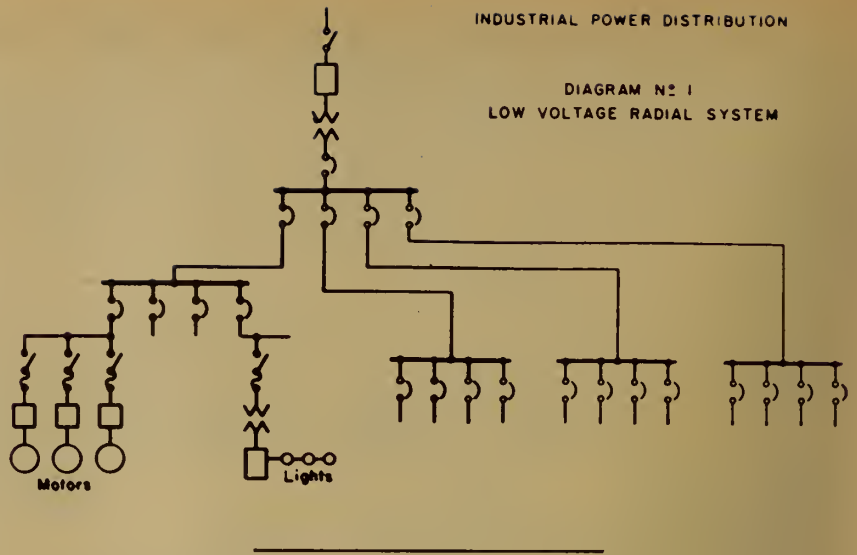 INDUSTRIAL POWER DISTRIBUTION
DIAGRAM Nº 1
LOW VOLTAGE RADIAL SYSTEM
Motors
Lights